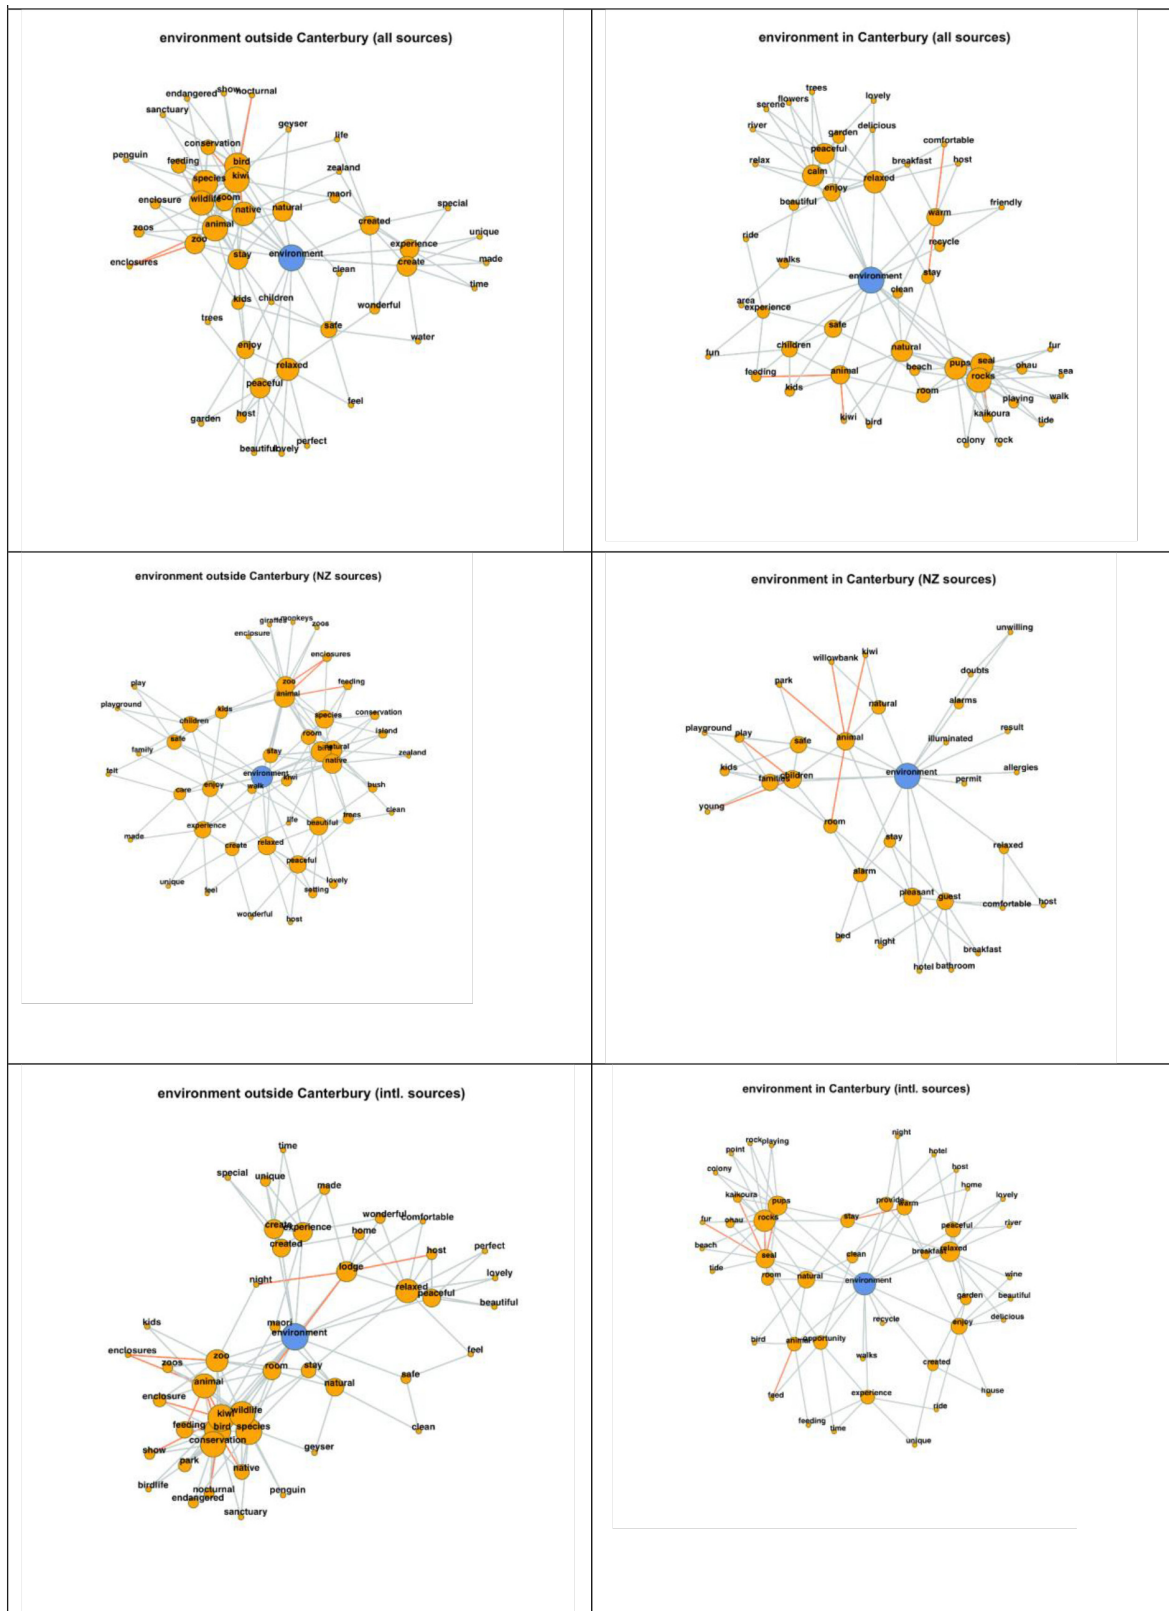 environment outside Canterbury (all sources)
endangered
show
nocturnal
sanctuary
geyser
life
conservation
penguin
feeding
bird
kiwi
zealand
species
enclosure
wildlife
room
maori
native
natural
special
zoos
animal
created
zoo
experience
unique
enclosures
stay
environment
create
made
clean
time
kids
children
wonderful
trees
safe
water
enjoy
relaxed
peaceful
feel
garden
host
beautiful
lovely
perfect
environment in Canterbury (all sources)
trees
serene
flowers
lovely
river
garden
delicious
comfortable
peaceful
relax
calm
breakfast
host
enjoy
relaxed
beautiful
warm
friendly
ride
recycle
walks
environment
stay
clean
area
experience
safe
fun
children
natural
pups
seal
fur
feeding
animal
beach
rocks
ohau
sea
kids
room
playing
walk
kiwi
bird
kaikoura
tide
colony
rock
environment outside Canterbury (NZ sources)
giraffes
monkeys
zoos
enclosure
enclosures
play
zoo
feeding
animal
playground
kids
children
species
conservation
safe
room
island
family
stay
bird
natural
zealand
native
felt
environment
kiwi
care
enjoy
walk
bush
life
trees
clean
experience
beautiful
made
create
relaxed
peaceful
unique
feel
setting
lovely
wonderful
host
environment in Canterbury (NZ sources)
unwilling
willowbank
kiwi
doubts
park
natural
alarms
playground
play
safe
animal
illuminated
result
kids
families
children
environment
permit
allergies
young
room
stay
relaxed
alarm
pleasant
guest
comfortable
host
bed
night
breakfast
hotel
bathroom
environment outside Canterbury (intl. sources)
time
special
unique
made
create
experience
wonderful
comfortable
created
home
host
perfect
night
lodge
lovely
relaxed
peaceful
beautiful
maori
environment
kids
enclosures
zoos
zoo
room
stay
feel
animal
natural
safe
enclosure
kiwi
wildlife
feeding
bird
species
clean
show
conservation
geyser
park
native
birdlife
nocturnal
endangered
penguin
sanctuary
environment in Canterbury (intl. sources)
night
rock
playing
point
hotel
colony
host
kaikoura
pups
provide
warm
home
lovely
fur
ohau
rocks
stay
peaceful
river
beach
seal
clean
breakfast
relaxed
tide
room
natural
environment
wine
garden
beautiful
recycle
enjoy
delicious
bird
animal
opportunity
walks
created
feed
experience
house
ride
feeding
time
unique